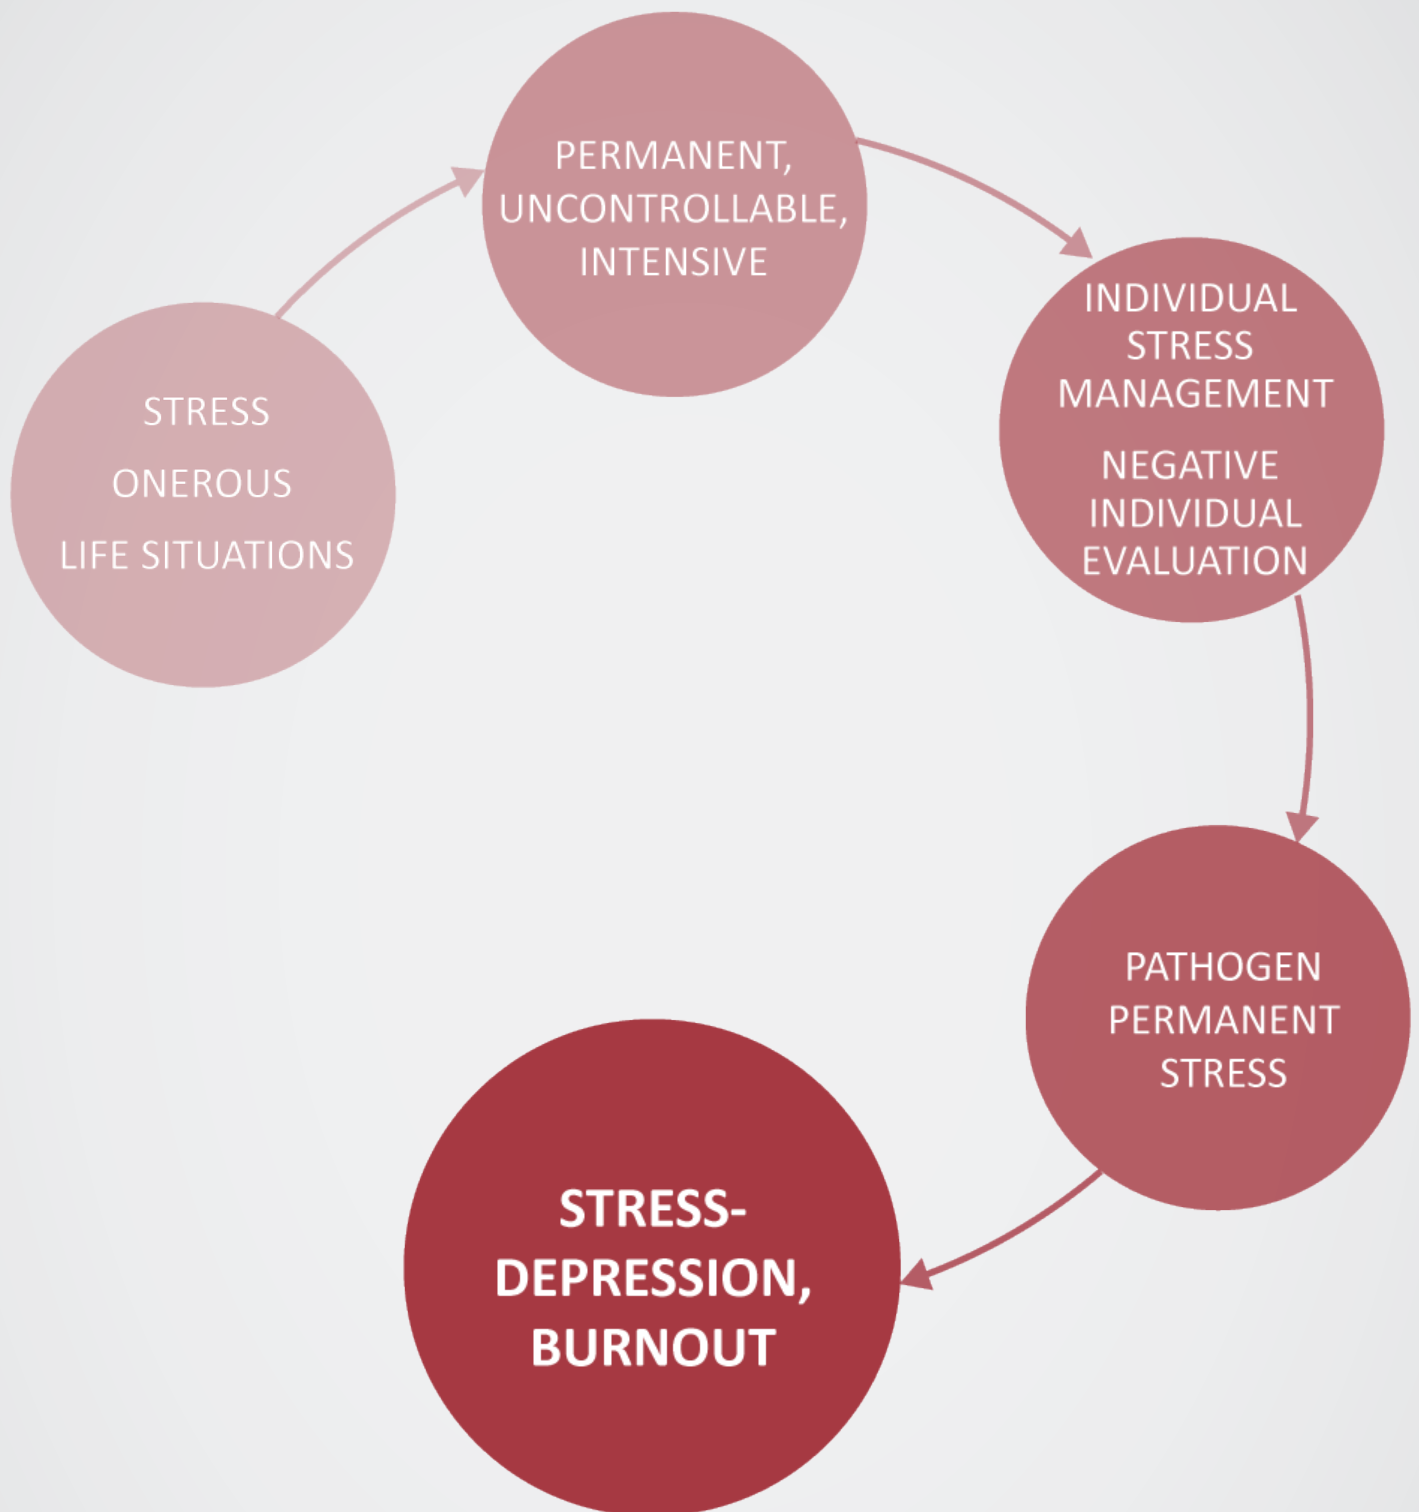 STRESS
ONEROUS
LIFE SITUATIONS
PERMANENT,
UNCONTROLLABLE,
INTENSIVE
INDIVIDUAL
STRESS
MANAGEMENT
NEGATIVE
INDIVIDUAL
EVALUATION
PATHOGEN
PERMANENT
STRESS
STRESS-
DEPRESSION,
BURNOUT